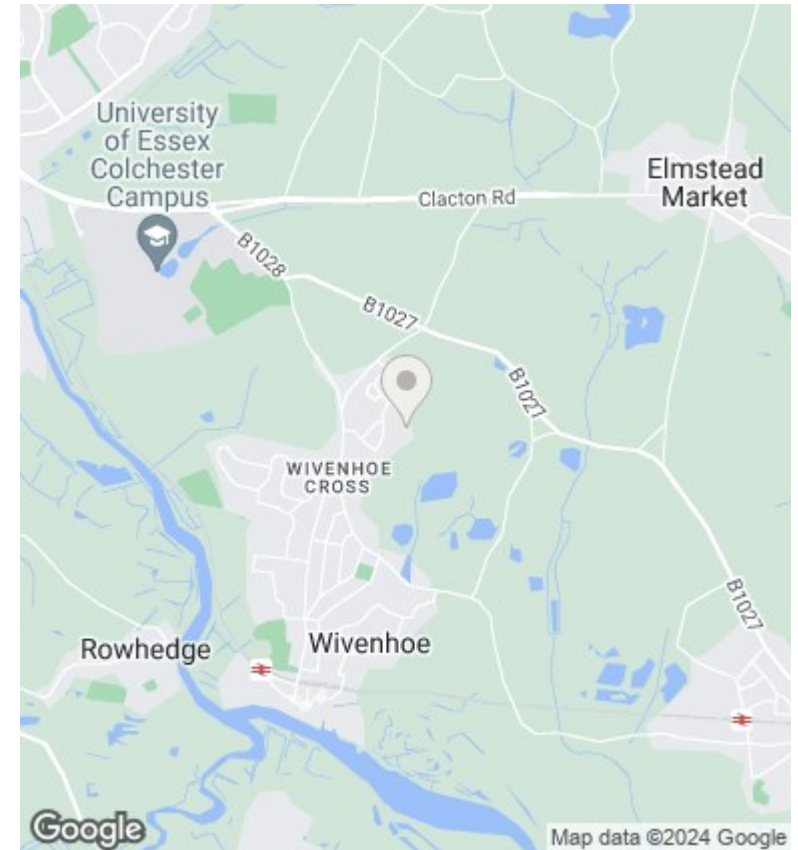 University
of Essex
Colchester
Campus
Elmstead
Market
Clacton Rd
B1028
B1027
B1027
WIVENHOE
CROSS
B1027
Rowhedge
Wivenhoe
Google
Map data ©2024 Google